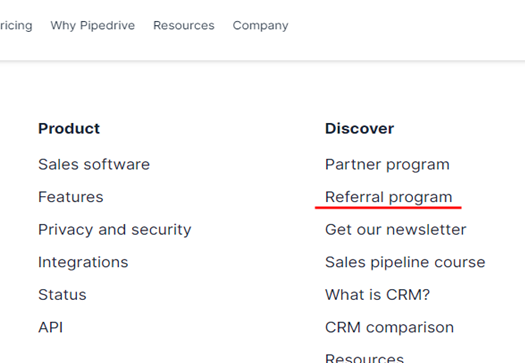 Why Pipedrive Resources Company
Product
Sales software
Features
Privacy and security
Integrations
Status
API
Discover
Partner program
Referral program
Get our newsletter
Sales pipeline course
What is CRM?
CRM comparison
Resources